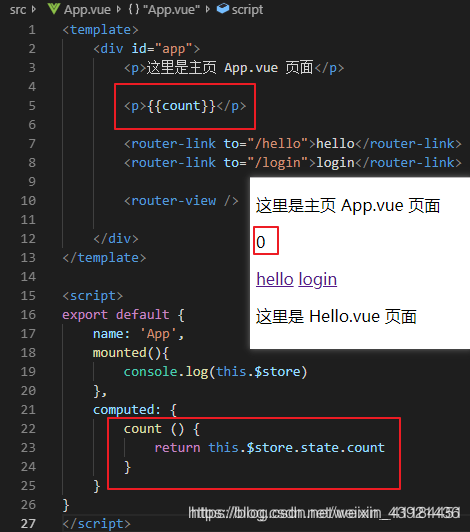 src > App.vue > {} "App.vue" > script
1 <template>
2 <div id="app">
3 <p>这里是主页 App.vue 页面</p>
4
5 <p>{{count}}</p>
6
7 <router-link to="/hello">hello</router-link>
8 <router-link to="/login">login</router-link>
9
10 <router-view />
11
12 </div>
13 </template>
14
15 <script>
16 export default {
17 name: 'App',
18 mounted(){
19 console.log(this.$store)
20 },
21 computed: {
22 count () {
23 return this.$store.state.count
24 }
25 }
26 }
27 </script>
这里是主页 App.vue 页面
0
hello login
这里是 Hello.vue 页面